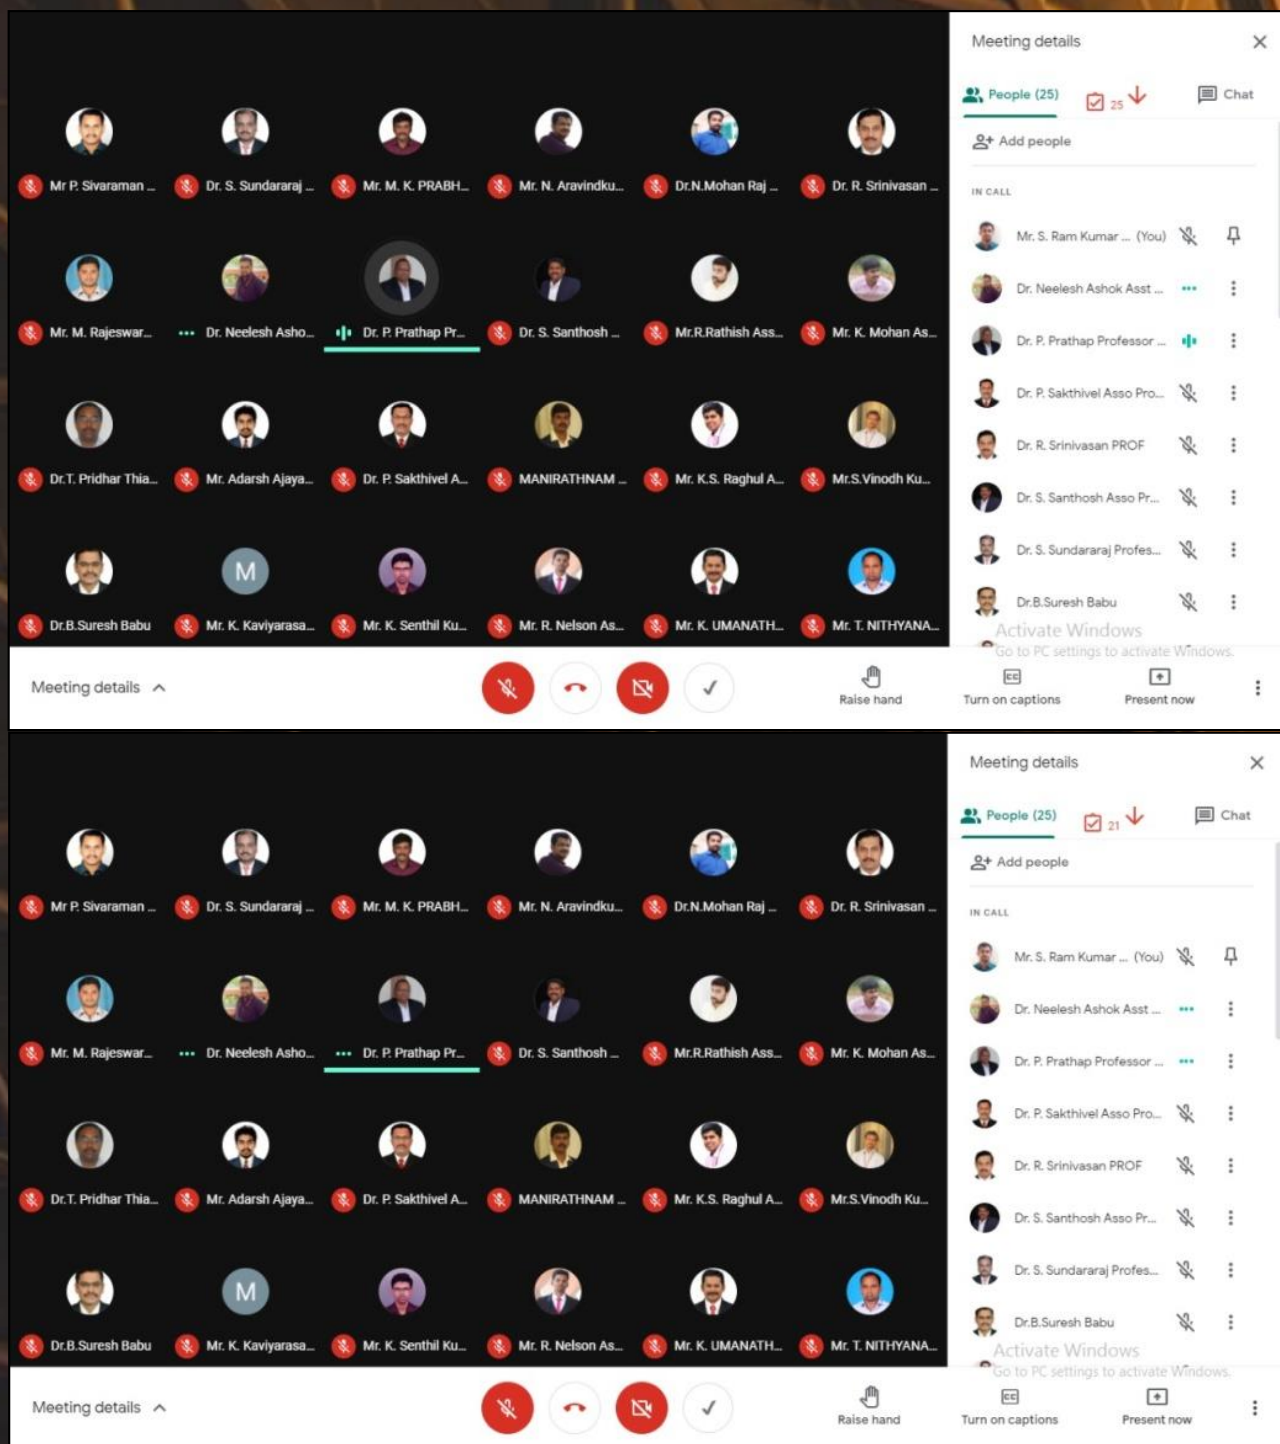 Meeting details
People (25) 25 Chat
Add people
IN CALL
Mr. S. Ram Kumar ... (You)
Dr. Neelesh Ashok Asst ...
Dr. P. Prathap Professor ...
Dr. P. Sakthivel Asso Pro...
Dr. R. Srinivasan PROF
Dr. S. Santhosh Asso Pr...
Dr. S. Sundararaj Profes...
Dr.B.Suresh Babu
Activate Windows
Go to PC settings to activate Windows.
Mr P. Sivaraman ... Dr. S. Sundararaj ... Mr. M. K. PRABH... Mr. N. Aravindku... Dr.N.Mohan Raj ... Dr. R. Srinivasan ...
Mr. M. Rajeswar... Dr. Neelesh Asho... Dr. P. Prathap Pr... Dr. S. Santhosh ... Mr.R.Rathish Ass... Mr. K. Mohan As...
Dr.T. Pridhar Thia... Mr. Adarsh Ajaya... Dr. P. Sakthivel A... MANIRATHNAM ... Mr. K.S. Raghul A... Mr.S.Vinodh Ku...
M
Dr.B.Suresh Babu Mr. K. Kaviyarasa... Mr. K. Senthil Ku... Mr. R. Nelson As... Mr. K. UMANATH... Mr. T. NITHYANA...
Meeting details Raise hand Turn on captions Present now
Meeting details
People (25) 21 Chat
Add people
IN CALL
Mr. S. Ram Kumar ... (You)
Dr. Neelesh Ashok Asst ...
Dr. P. Prathap Professor ...
Dr. P. Sakthivel Asso Pro...
Dr. R. Srinivasan PROF
Dr. S. Santhosh Asso Pr...
Dr. S. Sundararaj Profes...
Dr.B.Suresh Babu
Activate Windows
Go to PC settings to activate Windows.
Mr P. Sivaraman ... Dr. S. Sundararaj ... Mr. M. K. PRABH... Mr. N. Aravindku... Dr.N.Mohan Raj ... Dr. R. Srinivasan ...
Mr. M. Rajeswar... Dr. Neelesh Asho... Dr. P. Prathap Pr... Dr. S. Santhosh ... Mr.R.Rathish Ass... Mr. K. Mohan As...
Dr.T. Pridhar Thia... Mr. Adarsh Ajaya... Dr. P. Sakthivel A... MANIRATHNAM ... Mr. K.S. Raghul A... Mr.S.Vinodh Ku...
M
Dr.B.Suresh Babu Mr. K. Kaviyarasa... Mr. K. Senthil Ku... Mr. R. Nelson As... Mr. K. UMANATH... Mr. T. NITHYANA...
Meeting details Raise hand Turn on captions Present now